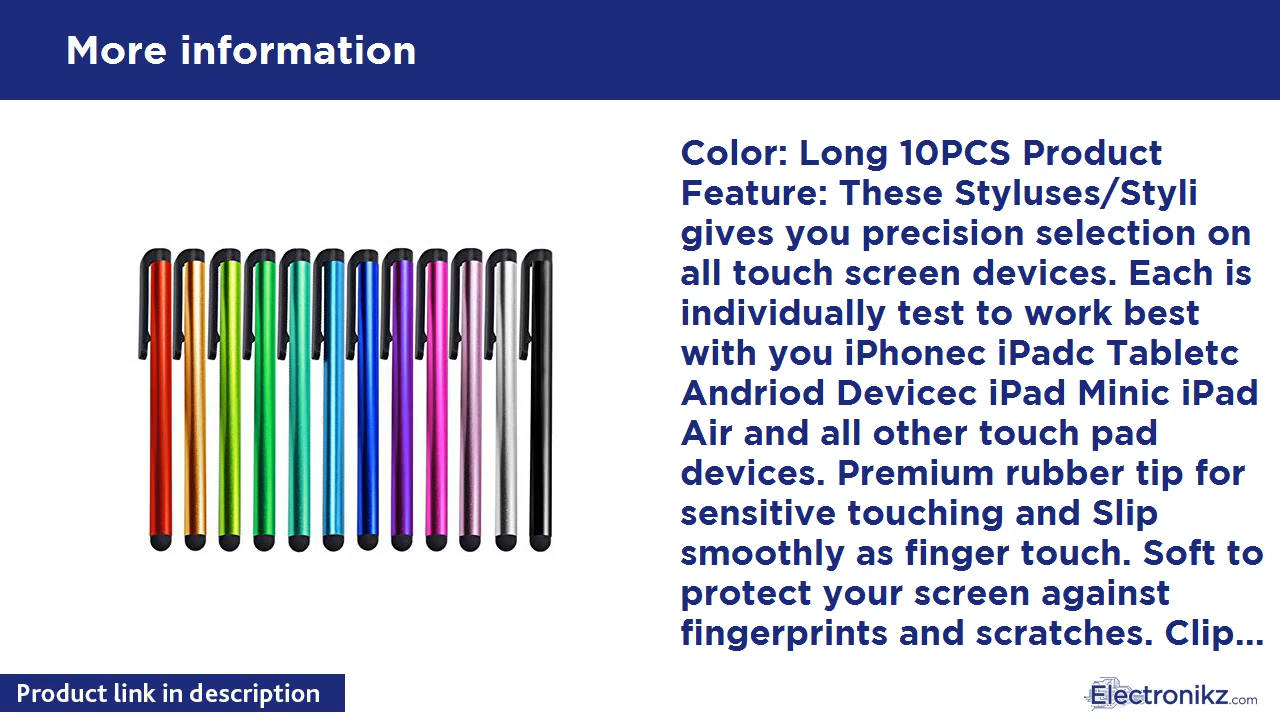 More information
Color: Long 10PCS Product
Feature: These Styluses/Styli
gives you precision selection on
all touch screen devices. Each is
individually test to work best
with you iPhonec iPadc Tabletc
Andriod Devicec iPad Minic iPad
Air and all other touch pad
devices. Premium rubber tip for
sensitive touching and Slip
smoothly as finger touch. Soft to
protect your screen against
fingerprints and scratches. Clip...
Product link in description
Electronikz.com